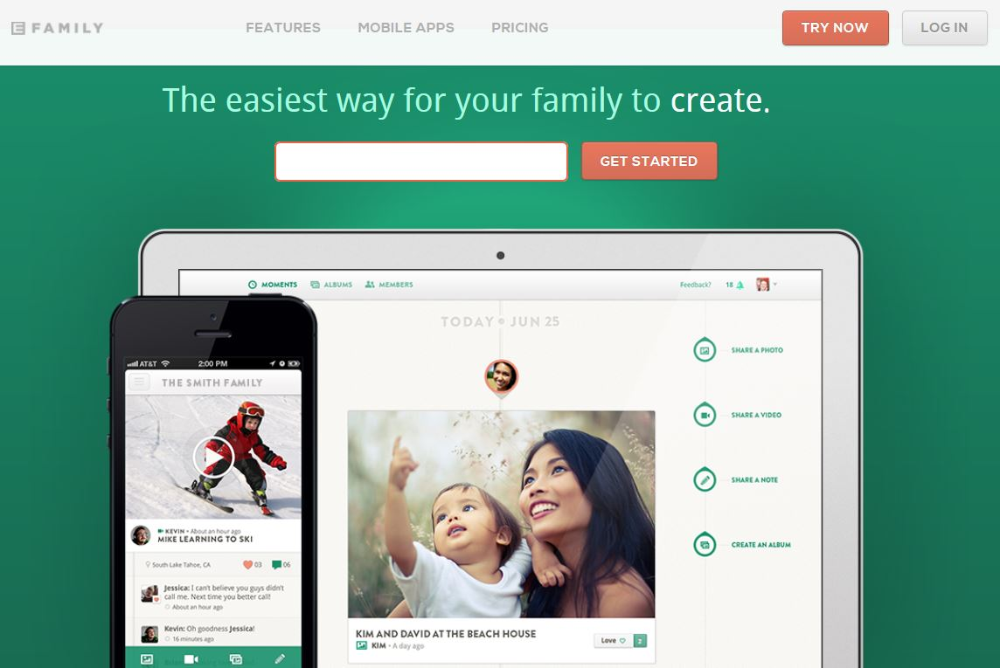 E FAMILY
FEATURES MOBILE APPS PRICING
TRY NOW
LOG IN
The easiest way for your family to create.
GET STARTED
MOMENTS ALBUMS MEMBERS
Feedback? 18
TODAY • JUN 25
SHARE A PHOTO
SHARE A VIDEO
SHARE A NOTE
CREATE AN ALBUM
KIM AND DAVID AT THE BEACH HOUSE
KIM • A day ago
Love 2
AT&T 2:00 PM
THE SMITH FAMILY
KEVIN • About an hour ago
MIKE LEARNING TO SKI
South Lake Tahoe, CA 03 06
Jessica: I can't believe you guys didn't
call me. Next time you better call!
About an hour ago
Kevin: Oh goodness Jessica!
16 minutes ago